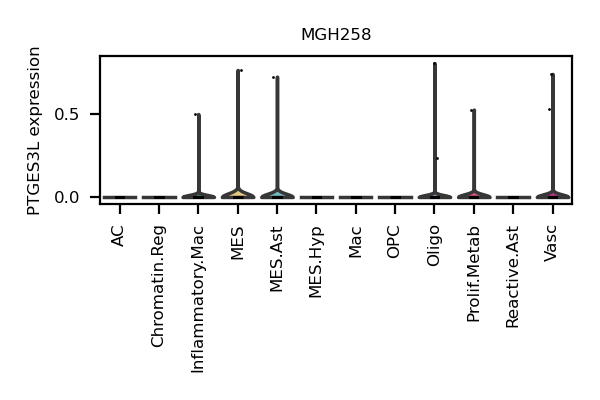 MGH258
PTGES3L expression
0.5
0.0
AC
Chromatin.Reg
Inflammatory.Mac
MES
MES.Ast
MES.Hyp
Mac
OPC
Oligo
Prolif.Metab
Reactive.Ast
Vasc